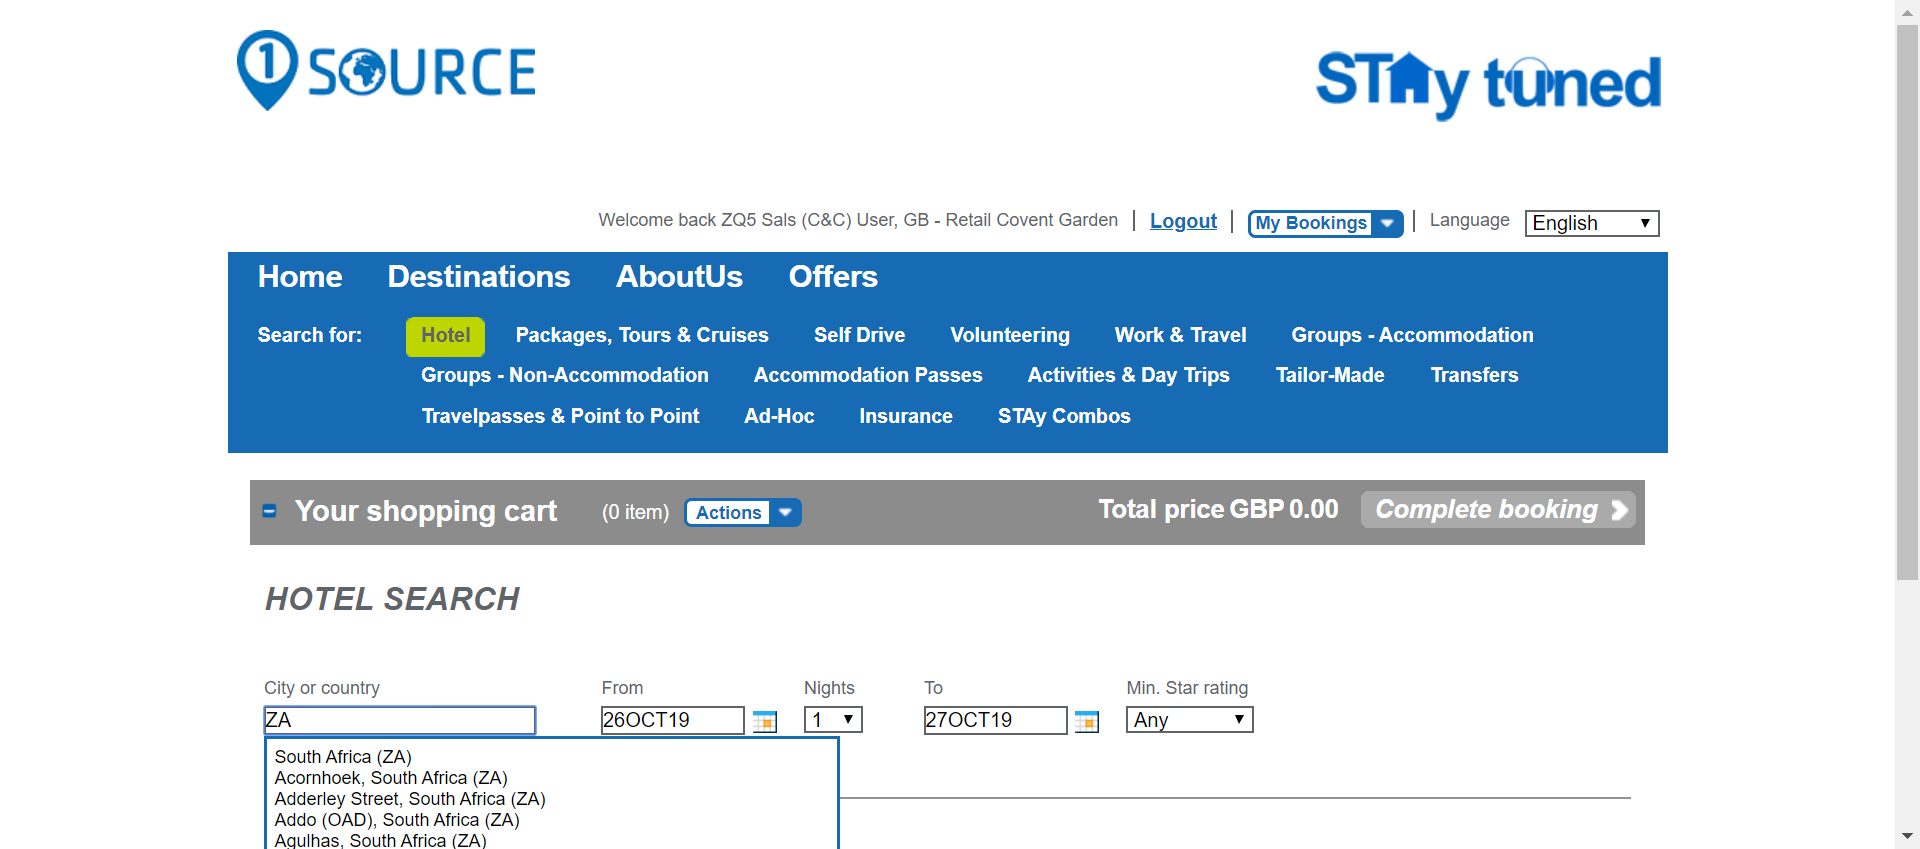 1 SOURCE
STAy tuned
Welcome back ZQ5 Sals (C&C) User, GB - Retail Covent Garden | Logout | My Bookings | Language English
Home Destinations AboutUs Offers
Search for: Hotel Packages, Tours & Cruises Self Drive Volunteering Work & Travel Groups - Accommodation
Groups - Non-Accommodation Accommodation Passes Activities & Day Trips Tailor-Made Transfers
Travelpasses & Point to Point Ad-Hoc Insurance STAy Combos
Your shopping cart (0 item) Actions Total price GBP 0.00 Complete booking
HOTEL SEARCH
City or country From Nights To Min. Star rating
ZA 26OCT19 1 27OCT19 Any
South Africa (ZA)
Acornhoek, South Africa (ZA)
Adderley Street, South Africa (ZA)
Addo (OAD), South Africa (ZA)
Agulhas, South Africa (ZA)